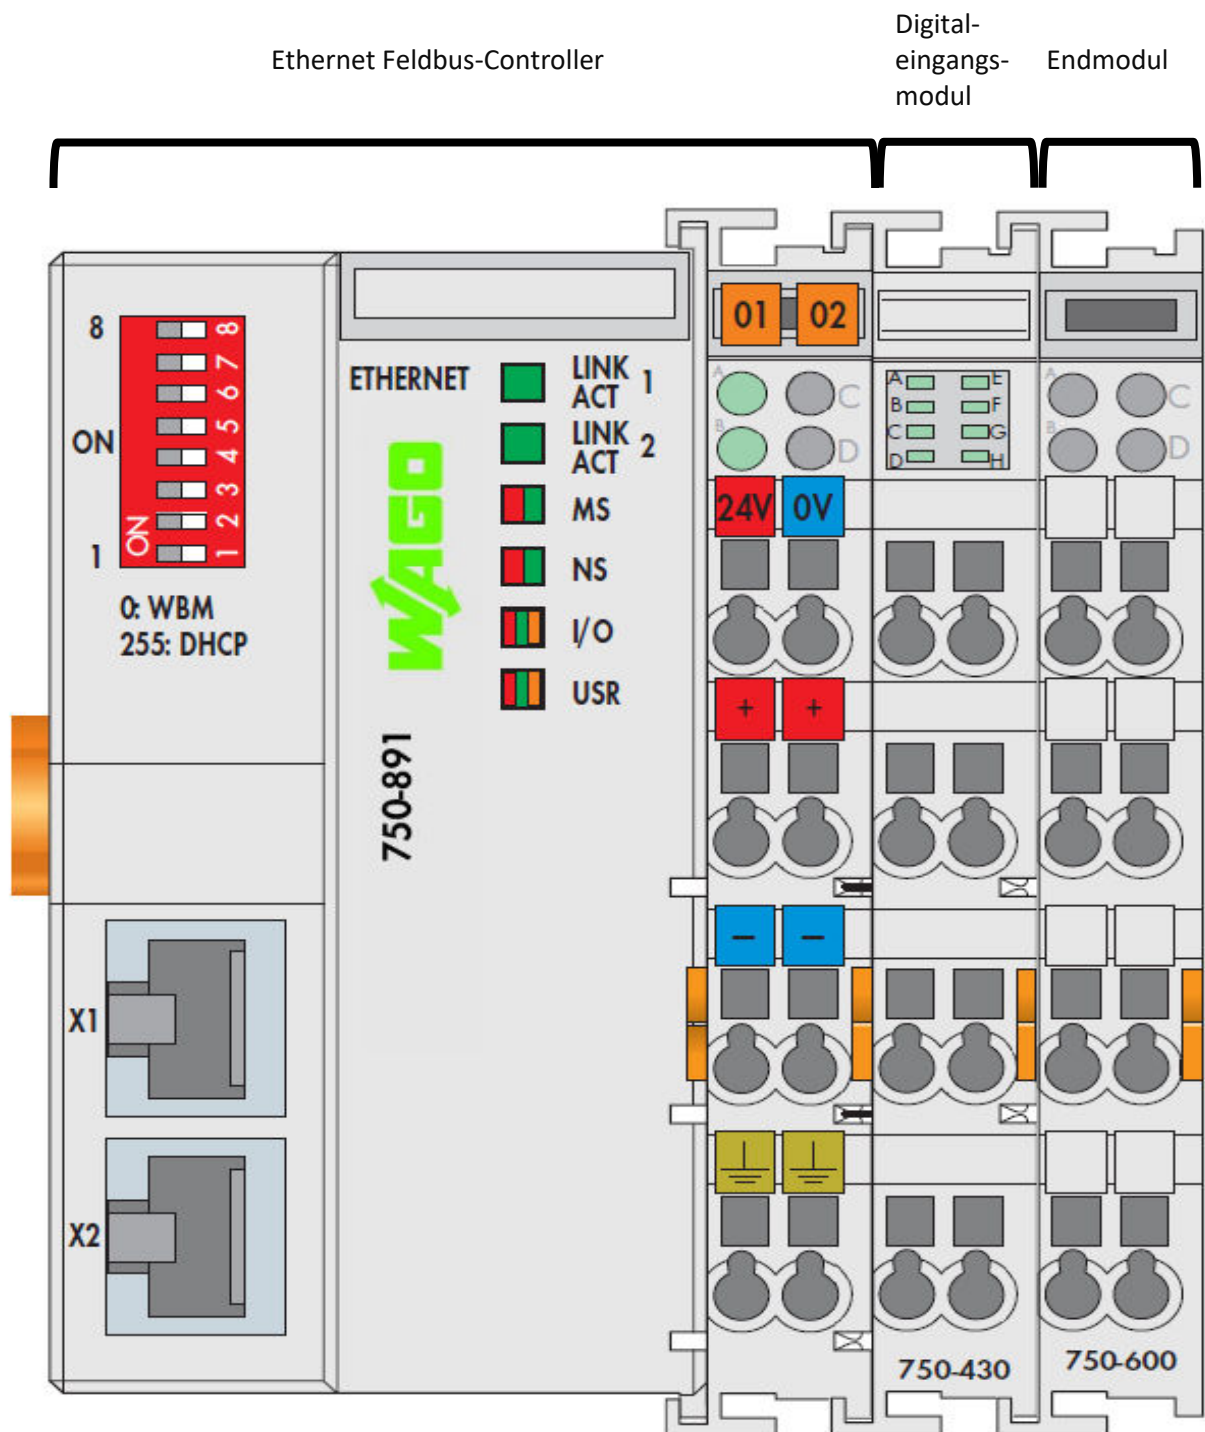 Digital-
Ethernet Feldbus-Controller
eingangs-
Endmodul
modul
8
8
7
6
5
4
3
2
1
ON
ON
1
0: WBM
255: DHCP
ETHERNET
LINK
ACT
1
LINK
ACT
2
MS
NS
I/O
USR
WAGO
750-891
X1
X2
01
02
A
C
B
D
24V
0V
+
+
−
−
A
E
B
F
C
G
D
H
750-430
A
C
B
D
750-600